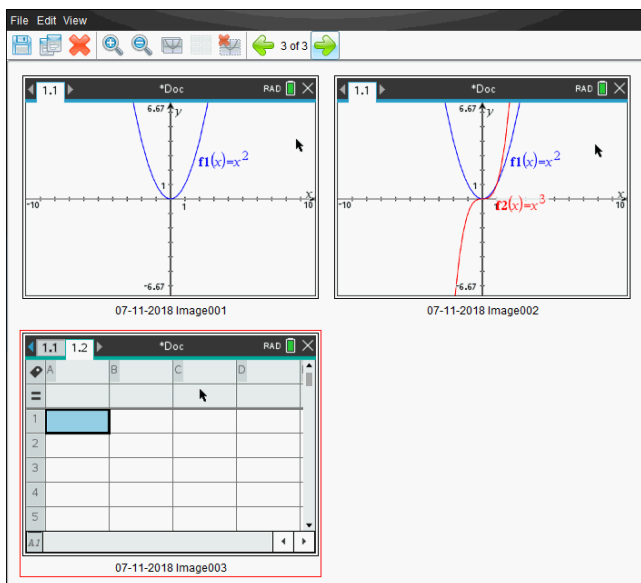 File Edit View
3 of 3
1.1 *Doc RAD
6.67 y
f1(x)=x²
1
-10 1 10 x
-6.67
07-11-2018 Image001
1.1 *Doc RAD
6.67 y
f1(x)=x²
1
-10 1 10 x
f2(x)=x³
-6.67
07-11-2018 Image002
1.1 1.2 *Doc RAD
A B C D
=
1
2
3
4
5
A1
07-11-2018 Image003